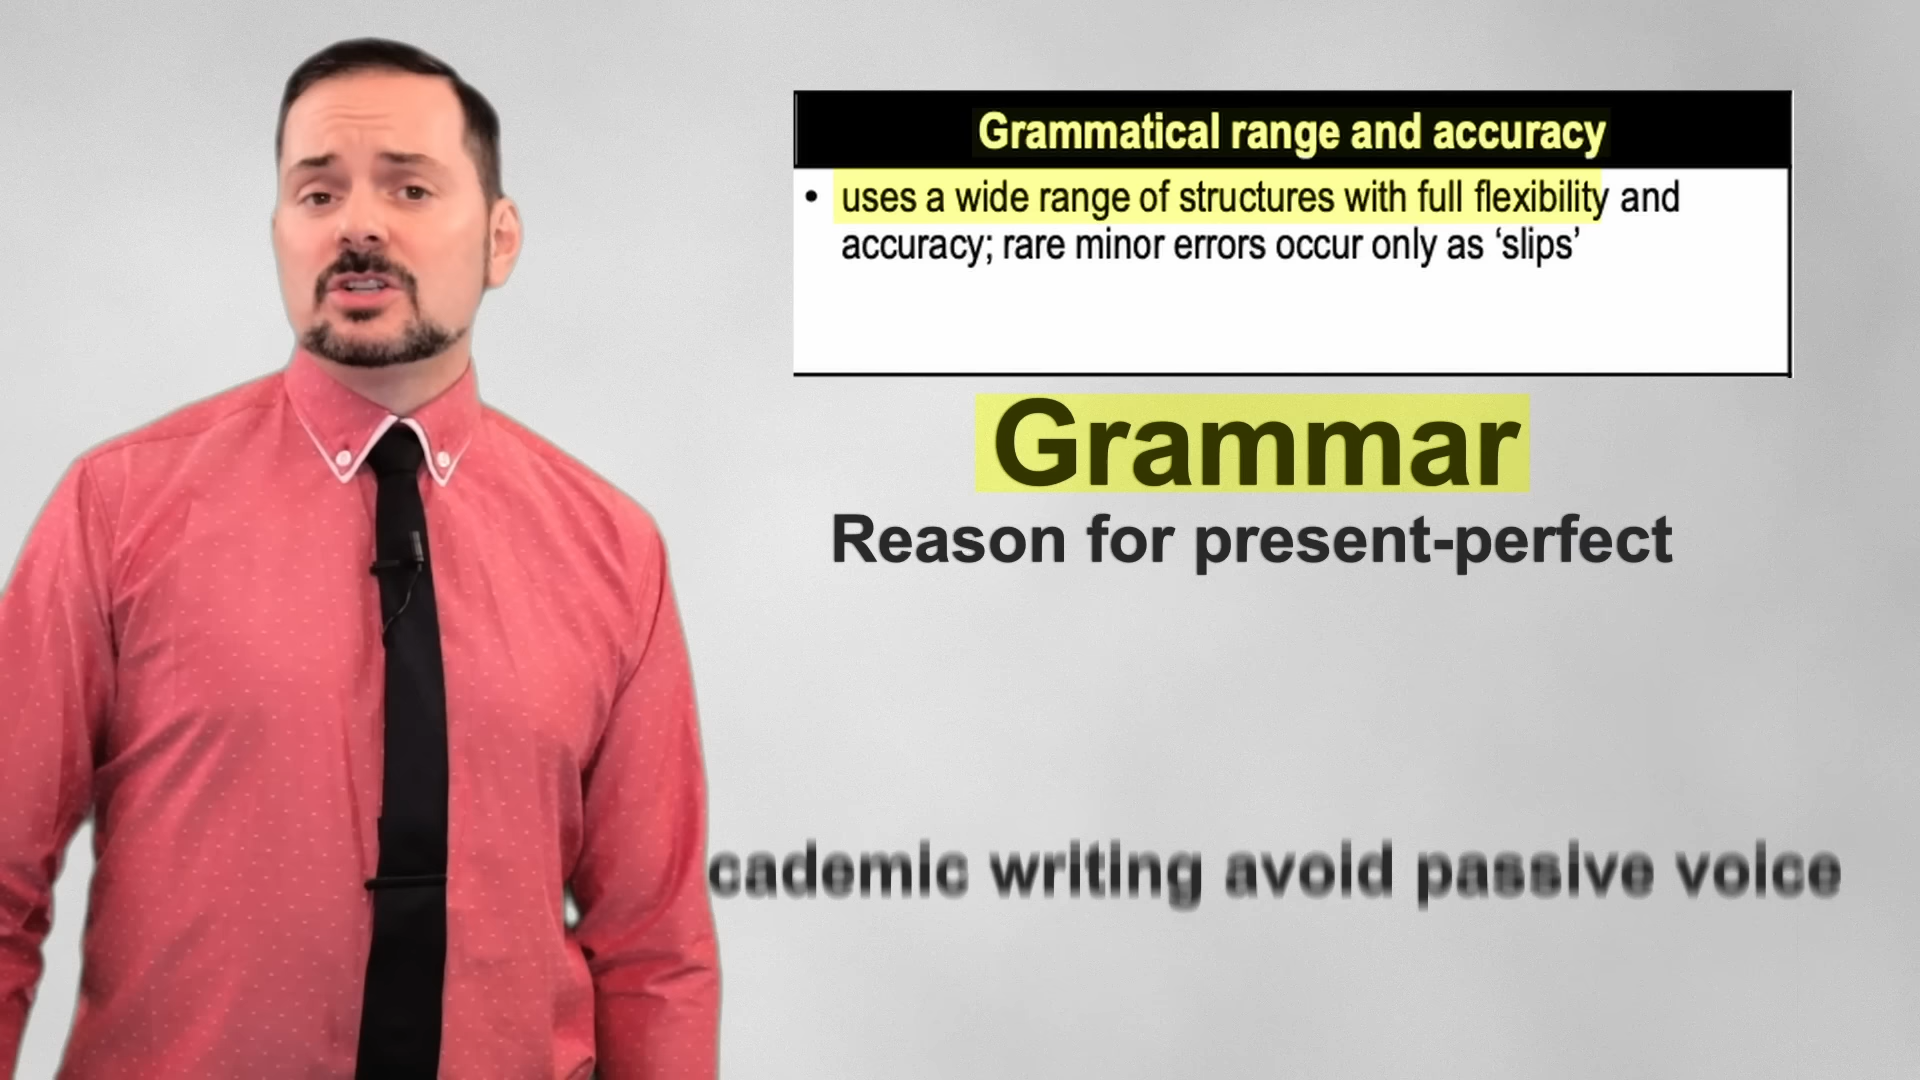 Grammatical range and accuracy
• uses a wide range of structures with full flexibility and
accuracy; rare minor errors occur only as ‘slips’
Grammar
Reason for present-perfect
cademic writing avoid passive voice